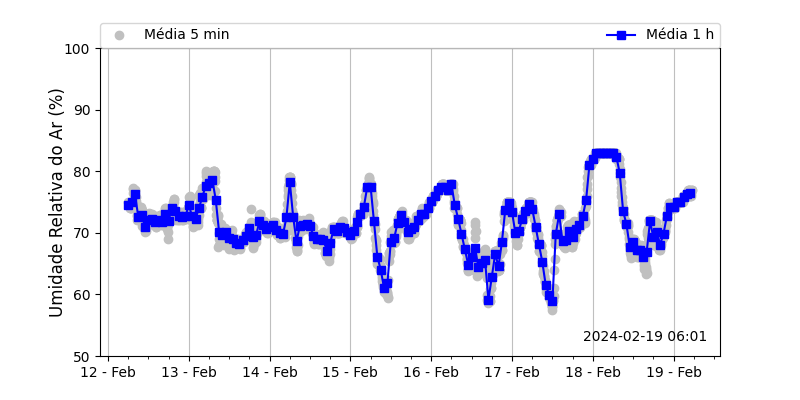 Média 5 min
Média 1 h
Umidade Relativa do Ar (%)
100
90
80
70
60
50
2024-02-19 06:01
12 - Feb
13 - Feb
14 - Feb
15 - Feb
16 - Feb
17 - Feb
18 - Feb
19 - Feb